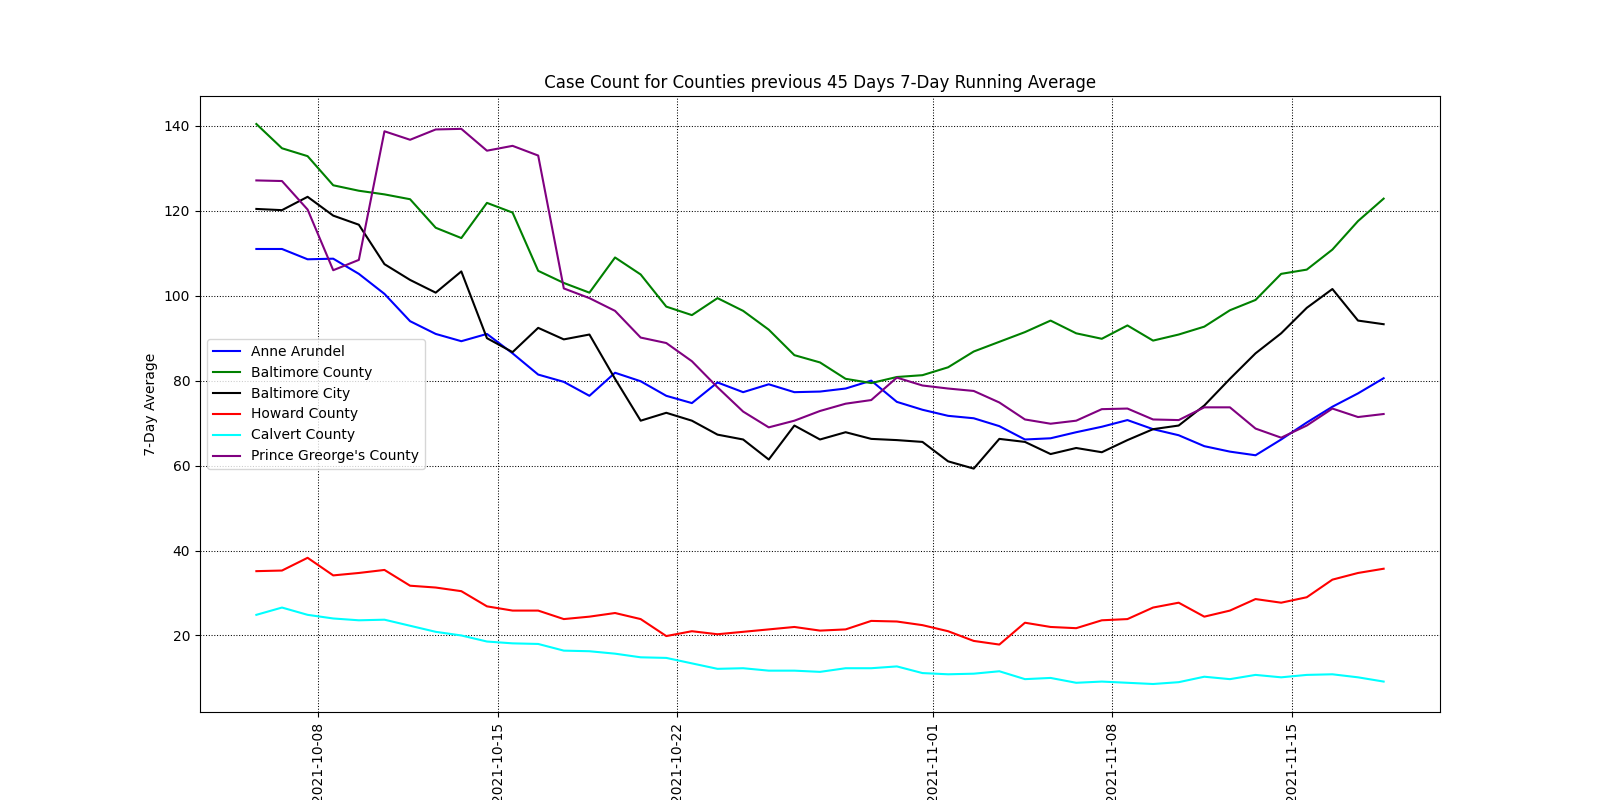 Case Count for Counties previous 45 Days 7-Day Running Average
7-Day Average
140
120
100
80
60
40
20
Anne Arundel
Baltimore County
Baltimore City
Howard County
Calvert County
Prince Greorge's County
2021-10-08
2021-10-15
2021-10-22
2021-11-01
2021-11-08
2021-11-15